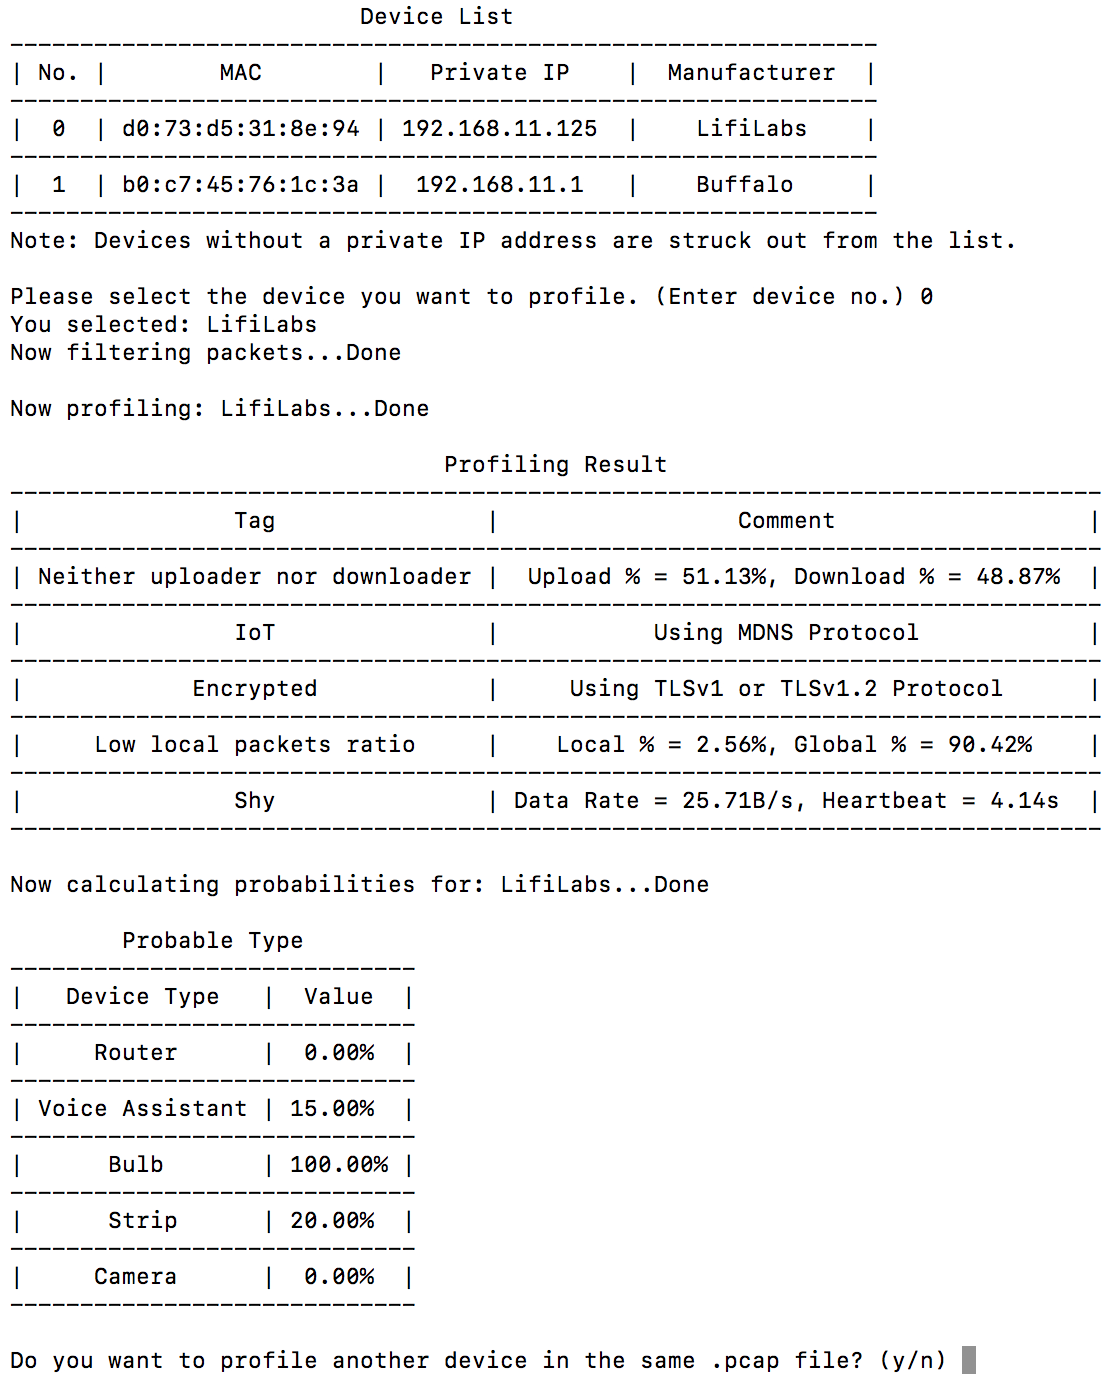 Device List
| No. | MAC | Private IP | Manufacturer |
| 0 | d0:73:d5:31:8e:94 | 192.168.11.125 | LifiLabs |
| 1 | b0:c7:45:76:1c:3a | 192.168.11.1 | Buffalo |
Note: Devices without a private IP address are struck out from the list.
Please select the device you want to profile. (Enter device no.) 0
You selected: LifiLabs
Now filtering packets...Done
Now profiling: LifiLabs...Done
Profiling Result
| Tag | Comment |
| Neither uploader nor downloader | Upload % = 51.13%, Download % = 48.87% |
| IoT | Using MDNS Protocol |
| Encrypted | Using TLSv1 or TLSv1.2 Protocol |
| Low local packets ratio | Local % = 2.56%, Global % = 90.42% |
| Shy | Data Rate = 25.71B/s, Heartbeat = 4.14s |
Now calculating probabilities for: LifiLabs...Done
Probable Type
| Device Type | Value |
| Router | 0.00% |
| Voice Assistant | 15.00% |
| Bulb | 100.00% |
| Strip | 20.00% |
| Camera | 0.00% |
Do you want to profile another device in the same .pcap file? (y/n)